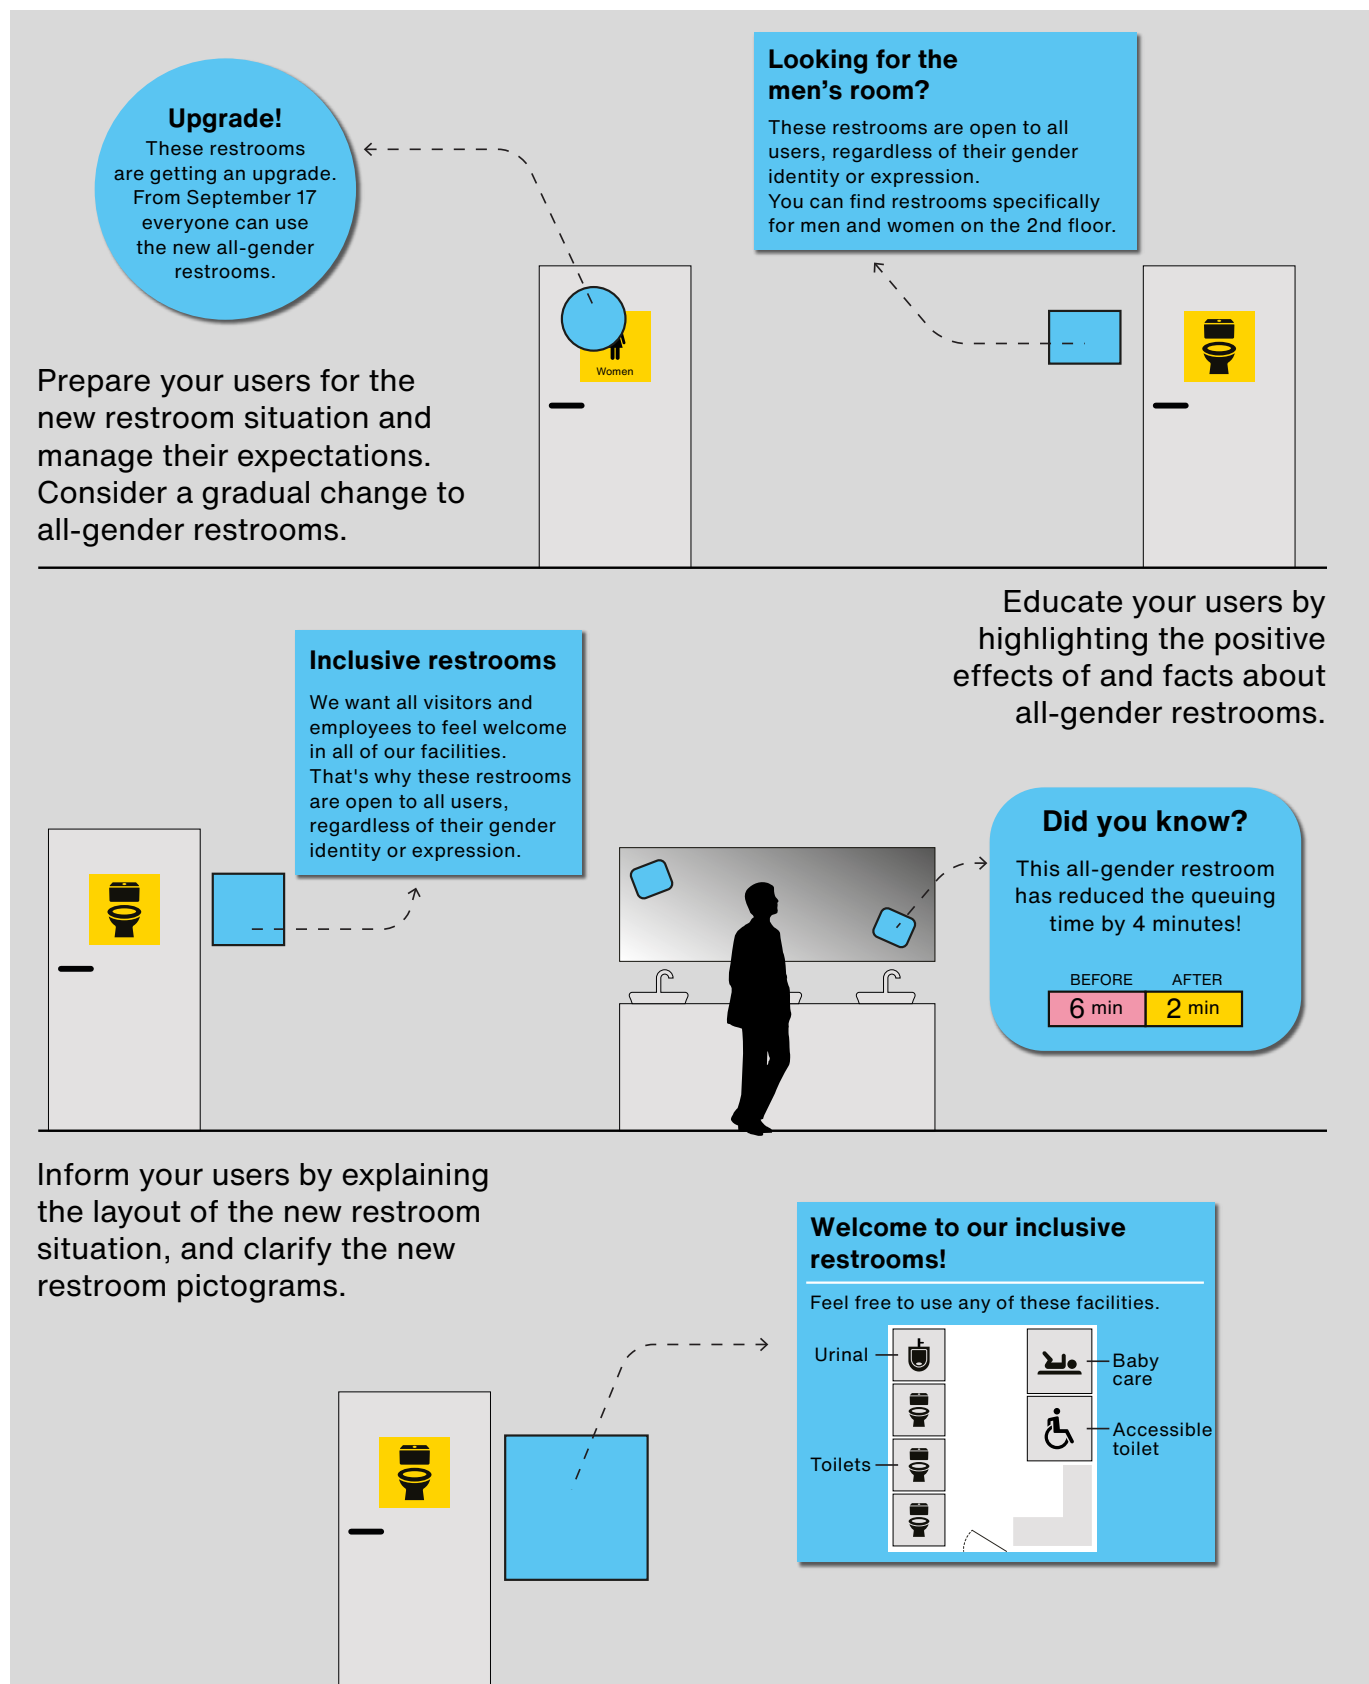 Upgrade!
These restrooms
are getting an upgrade.
From September 17
everyone can use
the new all-gender
restrooms.
Looking for the
men’s room?
These restrooms are open to all
users, regardless of their gender
identity or expression.
You can find restrooms specifically
for men and women on the 2nd floor.
Women
Prepare your users for the
new restroom situation and
manage their expectations.
Consider a gradual change to
all-gender restrooms.
Educate your users by
highlighting the positive
effects of and facts about
all-gender restrooms.
Inclusive restrooms
We want all visitors and
employees to feel welcome
in all of our facilities.
That's why these restrooms
are open to all users,
regardless of their gender
identity or expression.
Did you know?
This all-gender restroom
has reduced the queuing
time by 4 minutes!
BEFORE AFTER
6 min 2 min
Inform your users by explaining
the layout of the new restroom
situation, and clarify the new
restroom pictograms.
Welcome to our inclusive
restrooms!
Feel free to use any of these facilities.
Urinal
Baby
care
Accessible
toilet
Toilets